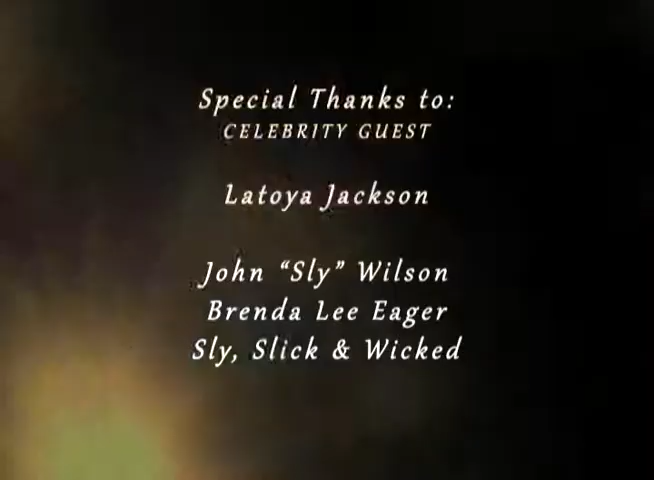 Special Thanks to:
CELEBRITY GUEST
Latoya Jackson
John “Sly” Wilson
Brenda Lee Eager
Sly, Slick & Wicked